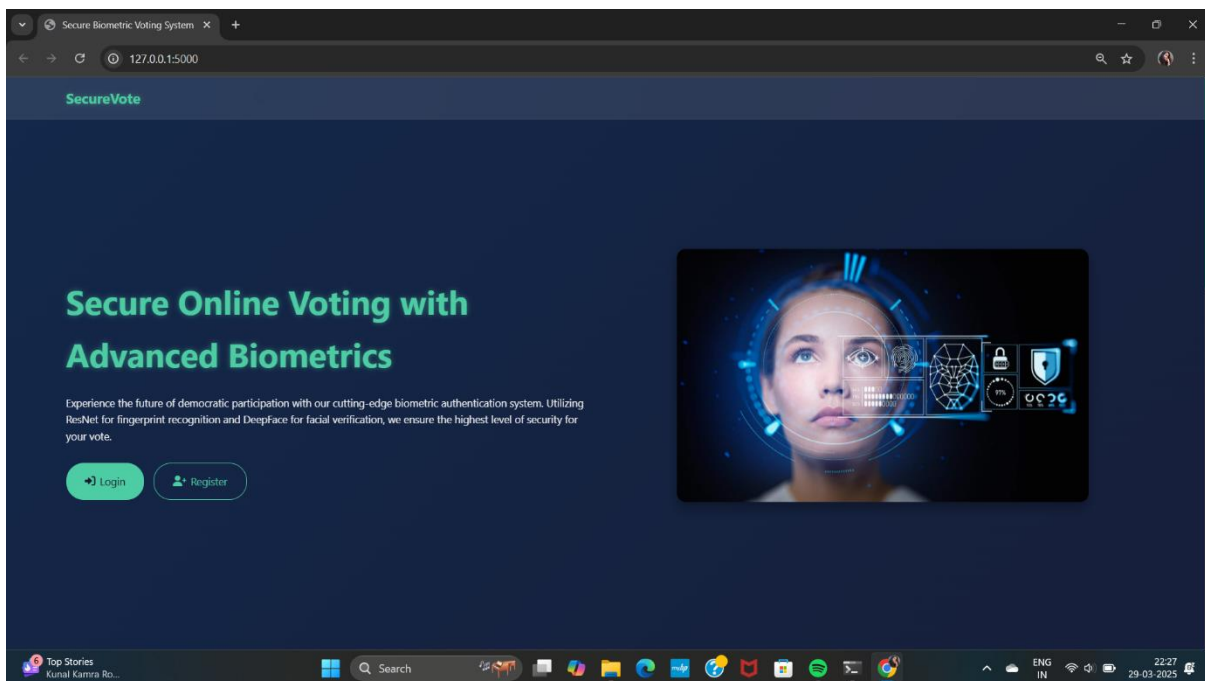 Secure Biometric Voting System
127.0.0.1:5000
SecureVote
Secure Online Voting with
Advanced Biometrics
Experience the future of democratic participation with our cutting-edge biometric authentication system. Utilizing
ResNet for fingerprint recognition and DeepFace for facial verification, we ensure the highest level of security for
your vote.
Login
Register
97%
6
Top Stories
Kunal Kamra Ro...
Search
ENG
IN
22:27
29-03-2025